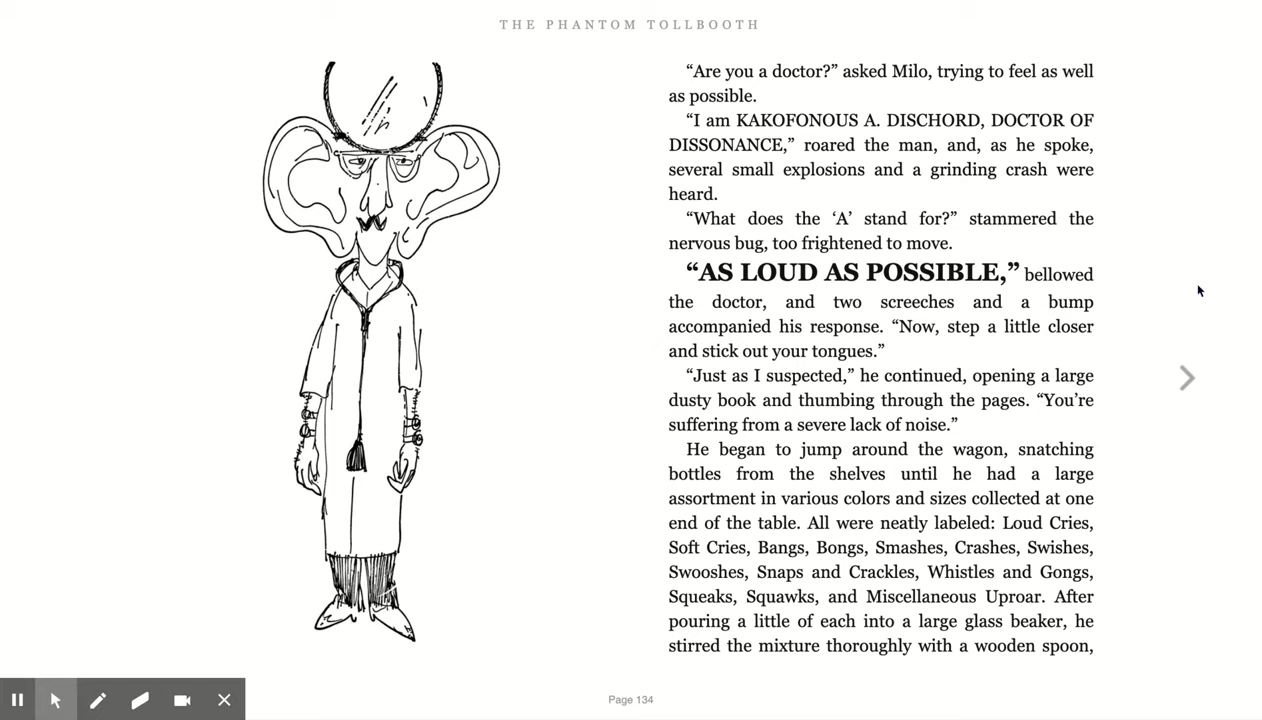 THE PHANTOM TOLLBOOTH
“Are you a doctor?” asked Milo, trying to feel as well
as possible.
“I am KAKOFONOUS A. DISCHORD, DOCTOR OF
DISSONANCE,” roared the man, and, as he spoke,
several small explosions and a grinding crash were
heard.
“What does the ‘A’ stand for?” stammered the
nervous bug, too frightened to move.
“AS LOUD AS POSSIBLE,” bellowed
the doctor, and two screeches and a bump
accompanied his response. “Now, step a little closer
and stick out your tongues.”
“Just as I suspected,” he continued, opening a large
dusty book and thumbing through the pages. “You’re
suffering from a severe lack of noise.”
He began to jump around the wagon, snatching
bottles from the shelves until he had a large
assortment in various colors and sizes collected at one
end of the table. All were neatly labeled: Loud Cries,
Soft Cries, Bangs, Bongs, Smashes, Crashes, Swishes,
Swooshes, Snaps and Crackles, Whistles and Gongs,
Squeaks, Squawks, and Miscellaneous Uproar. After
pouring a little of each into a large glass beaker, he
stirred the mixture thoroughly with a wooden spoon,
Page 134